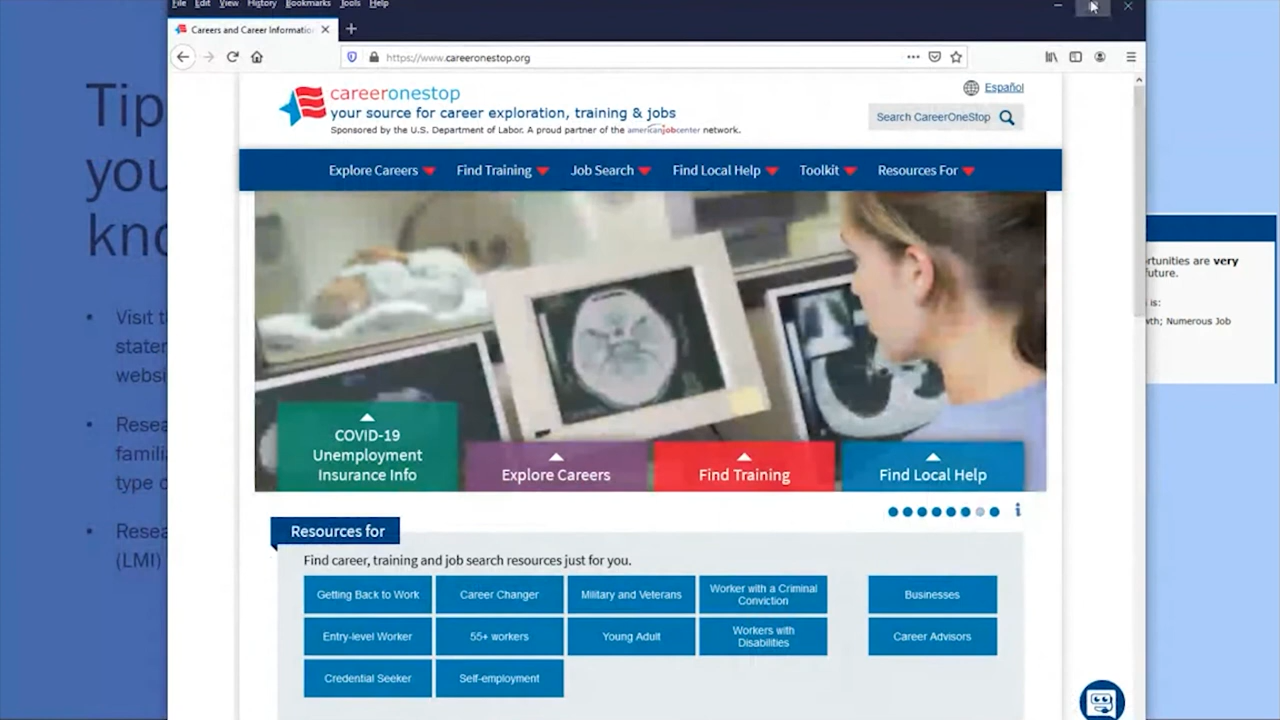 File Edit View History Bookmarks Tools Help
Careers and Career Informatio
https://www.careeronestop.org
careeronestop
your source for career exploration, training & jobs
Sponsored by the U.S. Department of Labor. A proud partner of the americanjobcenter network.
Español
Search CareerOneStop
Explore Careers
Find Training
Job Search
Find Local Help
Toolkit
Resources For
COVID-19
Unemployment
Insurance Info
Explore Careers
Find Training
Find Local Help
Resources for
Find career, training and job search resources just for you.
Getting Back to Work
Career Changer
Military and Veterans
Worker with a Criminal
Conviction
Businesses
Entry-level Worker
55+ workers
Young Adult
Workers with
Disabilities
Career Advisors
Credential Seeker
Self-employment
Tip
you
kno
Visit t
staten
websi
Resea
famili
type o
Resea
(LMI)
rtunities are very
uture.
is:
vth; Numerous Job